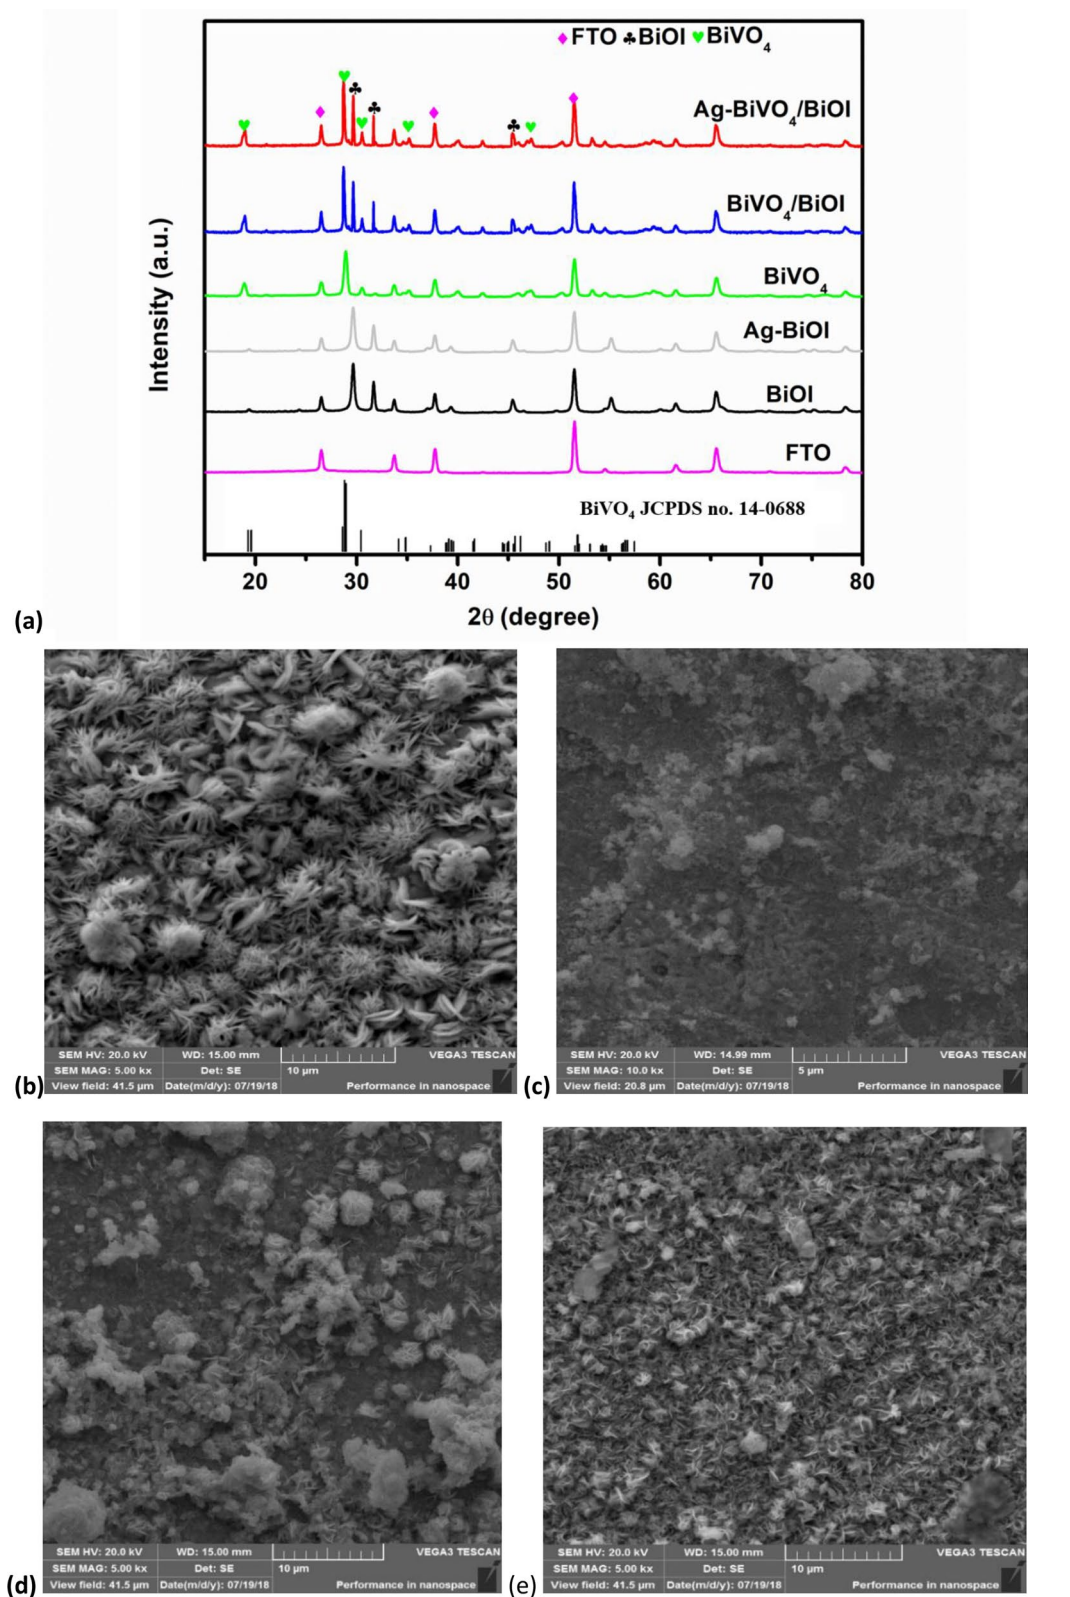 ♦FTO ♣BiOI ♥BiVO4
Ag-BiVO4/BiOI
BiVO4/BiOI
BiVO4
Ag-BiOI
BiOI
FTO
BiVO4 JCPDS no. 14-0688
Intensity (a.u.)
20 30 40 50 60 70 80
2θ (degree)
(a)
SEM HV: 20.0 kV WD: 15.00 mm VEGA3 TESCAN
SEM MAG: 5.00 kx Det: SE 10 µm
View field: 41.5 µm Date(m/d/y): 07/19/18 Performance in nanospace
(b)
SEM HV: 20.0 kV WD: 14.99 mm VEGA3 TESCAN
SEM MAG: 10.0 kx Det: SE 5 µm
View field: 20.8 µm Date(m/d/y): 07/19/18 Performance in nanospace
(c)
SEM HV: 20.0 kV WD: 15.00 mm VEGA3 TESCAN
SEM MAG: 5.00 kx Det: SE 10 µm
View field: 41.5 µm Date(m/d/y): 07/19/18 Performance in nanospace
(d)
SEM HV: 20.0 kV WD: 15.00 mm VEGA3 TESCAN
SEM MAG: 5.00 kx Det: SE 10 µm
View field: 41.5 µm Date(m/d/y): 07/19/18 Performance in nanospace
(e)